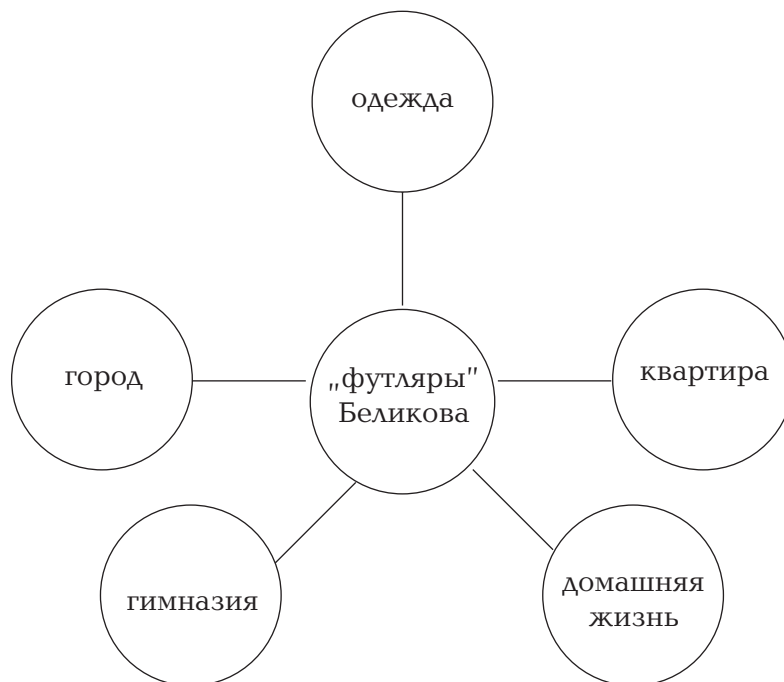 одежда
город
„футляры"
Беликова
квартира
гимназия
домашняя
жизнь